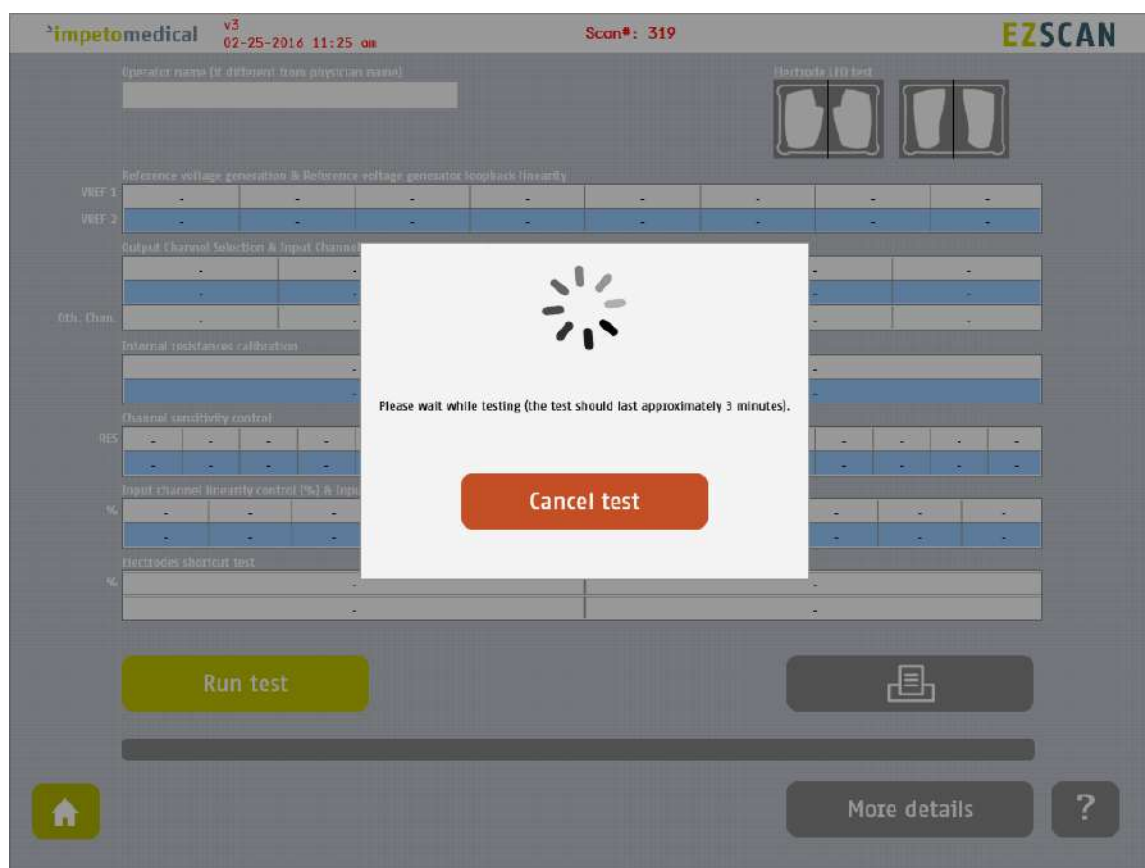 impetomedical
v3
02-25-2016 11:25 am
Scan#: 319
EZSCAN
Operator name (if different from physician name)
Electrode LED test
Reference voltage generation & Reference voltage generator loopback linearity
VREF 1
- - - - - - - -
VREF 2
- - - - - - - -
Output Channel Selection & Input Channel
- - - -
- - - -
Oth. Chan.
- - - -
Internal resistances calibration
- -
- -
Channel sensitivity control
RES
- - - - - - - -
- - - - - - - -
Input channel linearity control (%) & Inpu
%
- - - - - -
- - - - - -
Electrodes shortcut test
%
- -
- -
Please wait while testing (the test should last approximately 3 minutes).
Cancel test
Run test
More details
?